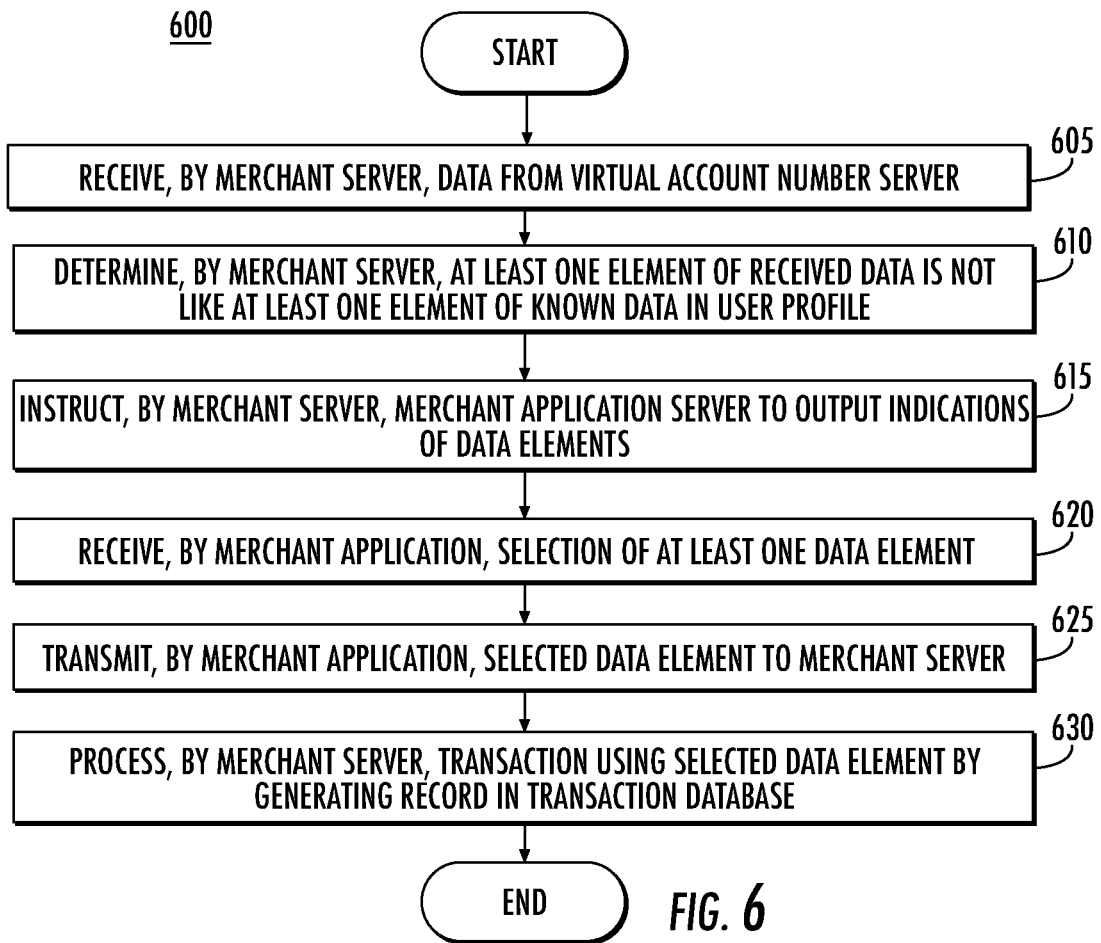 600
START
605
RECEIVE, BY MERCHANT SERVER, DATA FROM VIRTUAL ACCOUNT NUMBER SERVER
610
DETERMINE, BY MERCHANT SERVER, AT LEAST ONE ELEMENT OF RECEIVED DATA IS NOT
LIKE AT LEAST ONE ELEMENT OF KNOWN DATA IN USER PROFILE
615
INSTRUCT, BY MERCHANT SERVER, MERCHANT APPLICATION SERVER TO OUTPUT INDICATIONS
OF DATA ELEMENTS
620
RECEIVE, BY MERCHANT APPLICATION, SELECTION OF AT LEAST ONE DATA ELEMENT
625
TRANSMIT, BY MERCHANT APPLICATION, SELECTED DATA ELEMENT TO MERCHANT SERVER
630
PROCESS, BY MERCHANT SERVER, TRANSACTION USING SELECTED DATA ELEMENT BY
GENERATING RECORD IN TRANSACTION DATABASE
END
FIG. 6